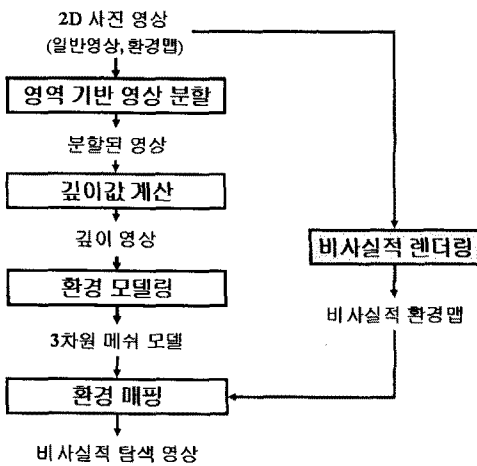 2D 사진 영상
(일반영상, 환경맵)
영역 기반 영상 분할
분할된 영상
깊이값 계산
깊이 영상
환경 모델링
3차원 메쉬 모델
환경 매핑
비사실적 탐색 영상
비사실적 렌더링
비사실적 환경맵